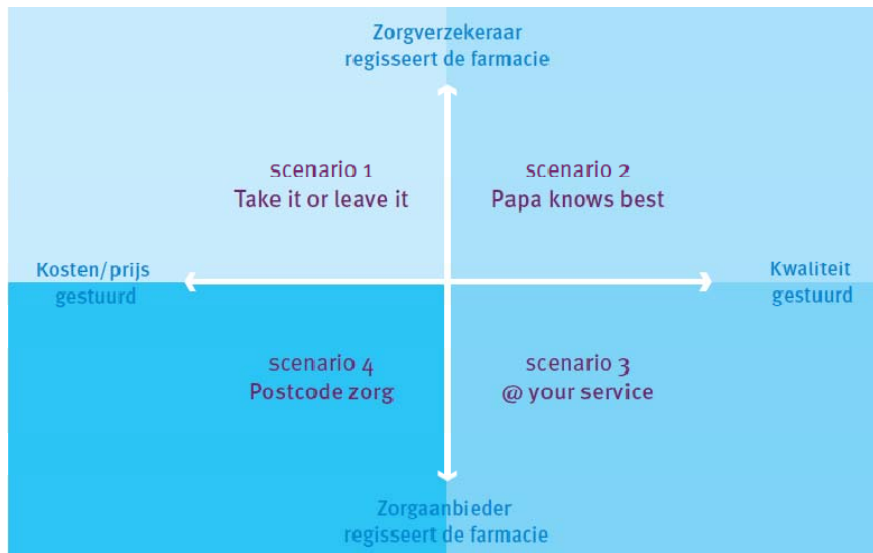 Zorgverzekeraar
regisseert de farmacie
scenario 1
Take it or leave it
scenario 2
Papa knows best
Kosten/prijs
gestuurd
Kwaliteit
gestuurd
scenario 4
Postcode zorg
scenario 3
@ your service
Zorgaanbieder
regisseert de farmacie